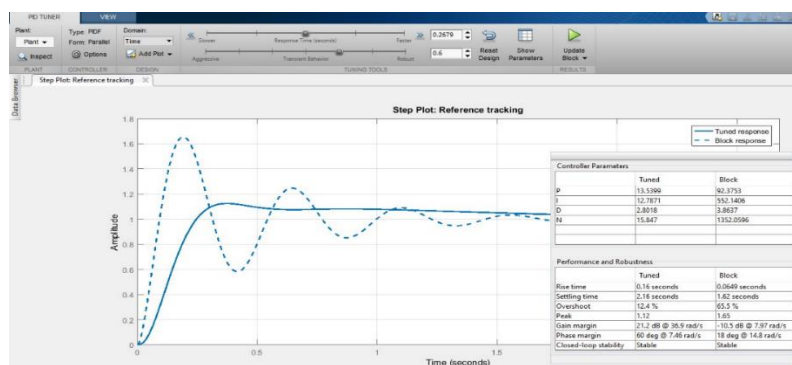 PID TUNER VIEW
Plant: Type: PIDF Domain: Slower Response Time (seconds) Faster 0.2679
Plant Form: Parallel Time
Inspect Options Add Plot Aggressive Transient Behavior Robust 0.6 Reset Design Show Parameters Update Block
PLANT CONTROLLER DESIGN TUNING TOOLS RESULTS
Data Browser
Step Plot: Reference tracking
Step Plot: Reference tracking
Tuned response
Block response
Amplitude
1.8
1.6
1.4
1.2
1
0.8
0.6
0.4
0.2
0
0 0.5 1 1.5
Time (seconds)
Controller Parameters
Tuned Block
P 13.5399 92.3753
I 12.7871 552.1406
D 2.8018 3.8637
N 15.847 1352.0596
Performance and Robustness
Tuned Block
Rise time 0.16 seconds 0.0649 seconds
Settling time 2.16 seconds 1.62 seconds
Overshoot 12.4 % 65.5 %
Peak 1.12 1.65
Gain margin 21.2 dB @ 36.9 rad/s -10.5 dB @ 7.97 rad/s
Phase margin 60 deg @ 7.46 rad/s 18 deg @ 14.8 rad/s
Closed-loop stability Stable Stable